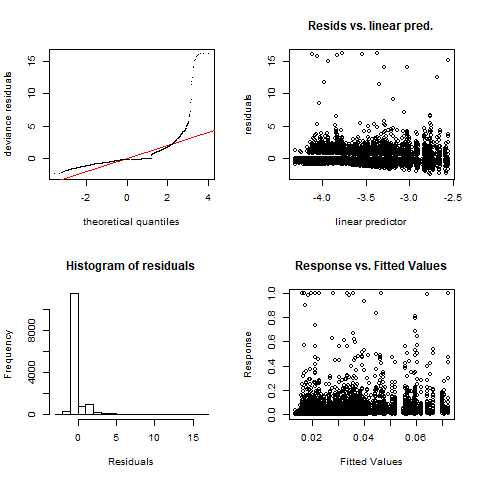 deviance residuals
15
10
5
0
-2
0
2
4
theoretical quantiles
Resids vs. linear pred.
residuals
15
10
5
0
-4.0
-3.5
-3.0
-2.5
linear predictor
Histogram of residuals
Frequency
8000
4000
0
0
5
10
15
Residuals
Response vs. Fitted Values
Response
1.0
0.8
0.6
0.4
0.2
0.0
0.02
0.04
0.06
Fitted Values